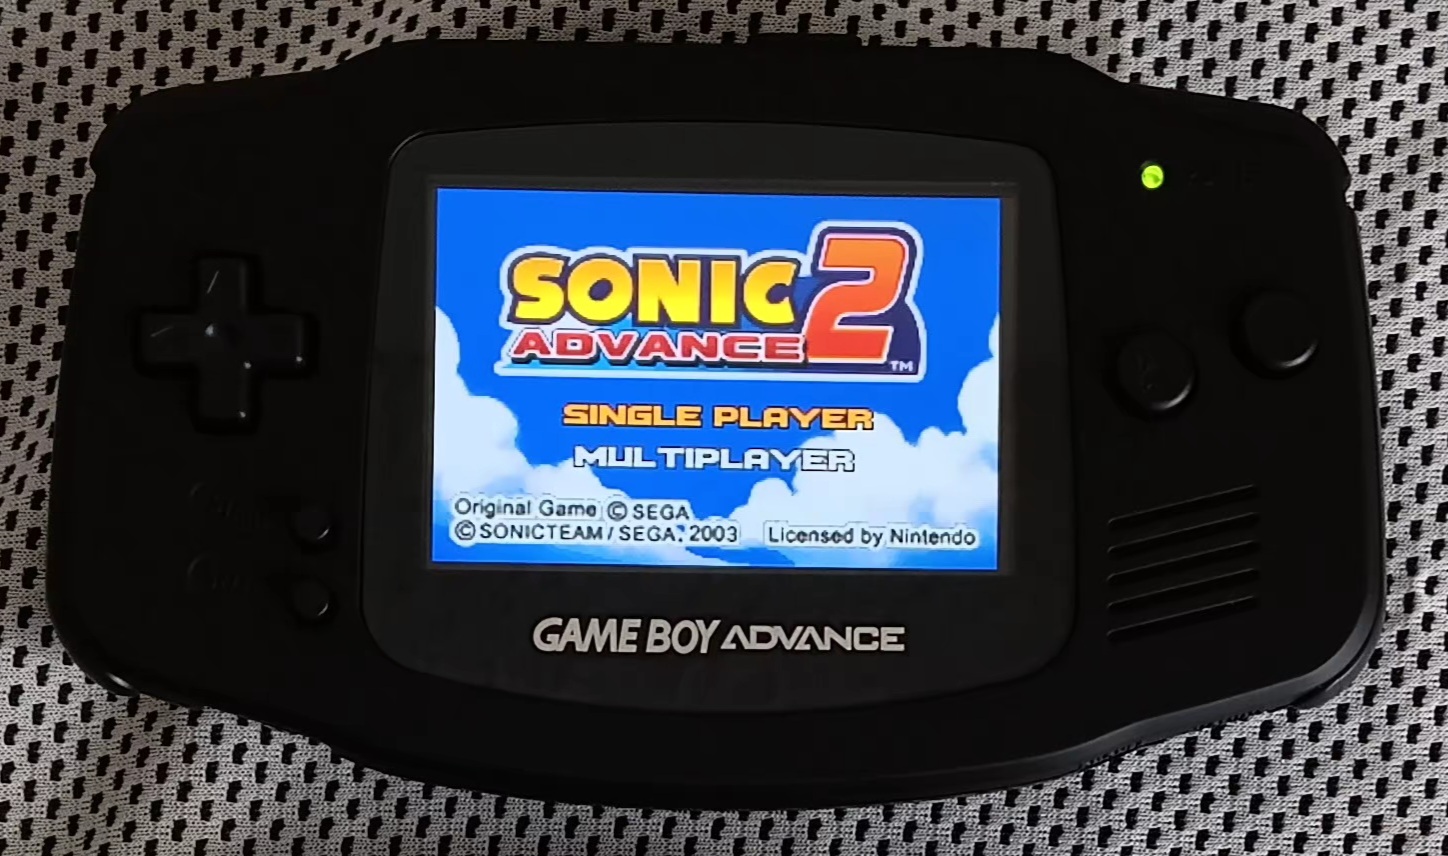 SONIC
ADVANCE 2 ™
SINGLE PLAYER
MULTIPLAYER
Original Game © SEGA
© SONICTEAM / SEGA. 2003 Licensed by Nintendo
GAME BOY ADVANCE